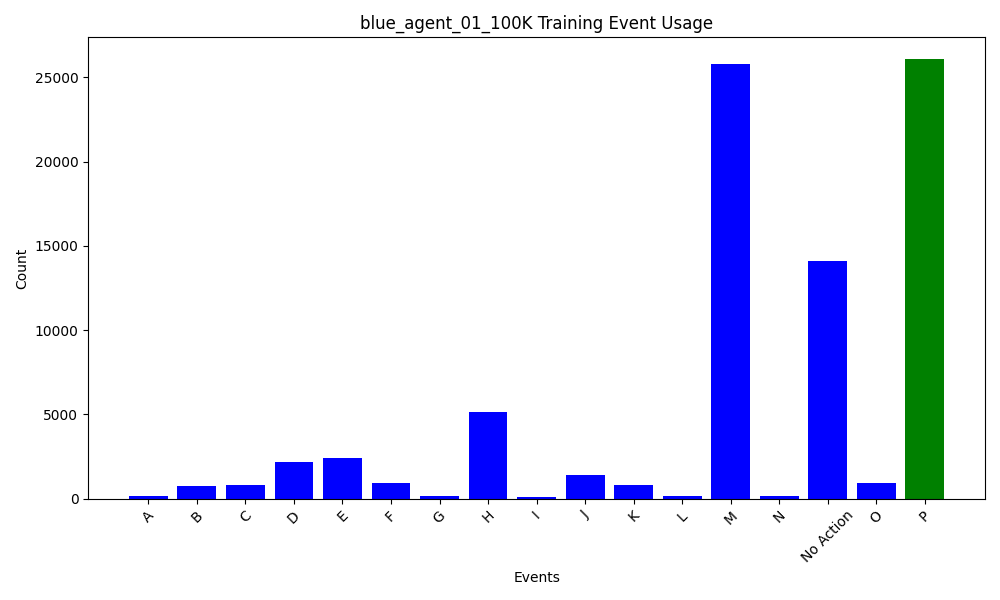 blue_agent_01_100K Training Event Usage
Count
25000
20000
15000
10000
5000
0
A B C D E F G H I J K L M N No Action O P
Events